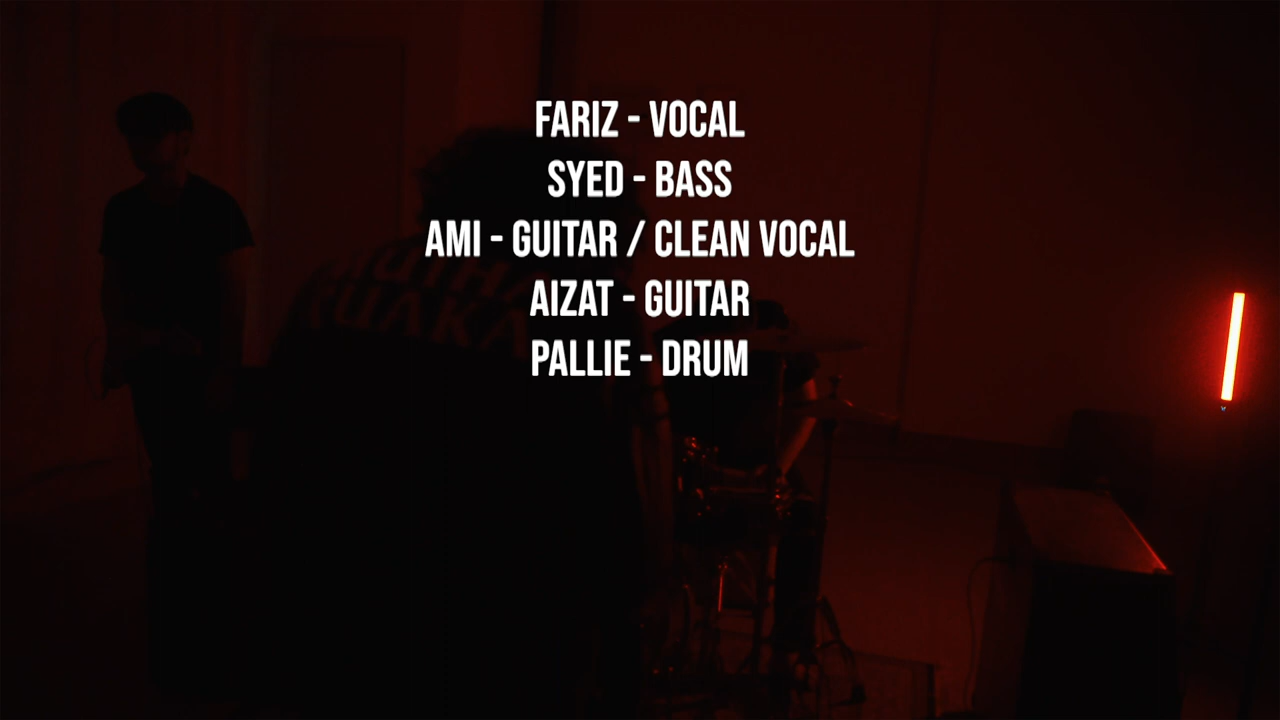 FARIZ - VOCAL
SYED - BASS
AMI - GUITAR / CLEAN VOCAL
AIZAT - GUITAR
PALLIE - DRUM